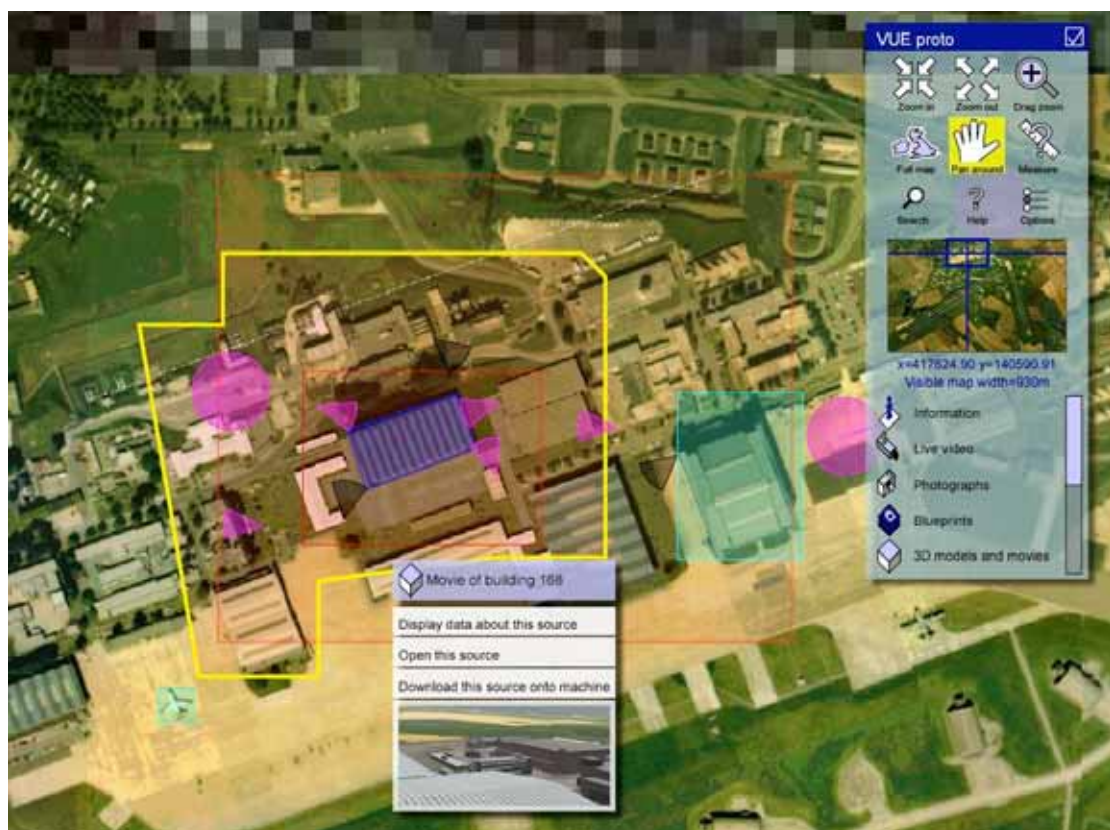 VUE proto
Zoom in
Zoom out
Drag zoom
Full map
Pan around
Measure
Search
Help
Options
x=417624.90 y=140590.91
Visible map width=930m
Information
Live video
Photographs
Blueprints
3D models and movies
Movie of building 168
Display data about this source
Open this source
Download this source onto machine